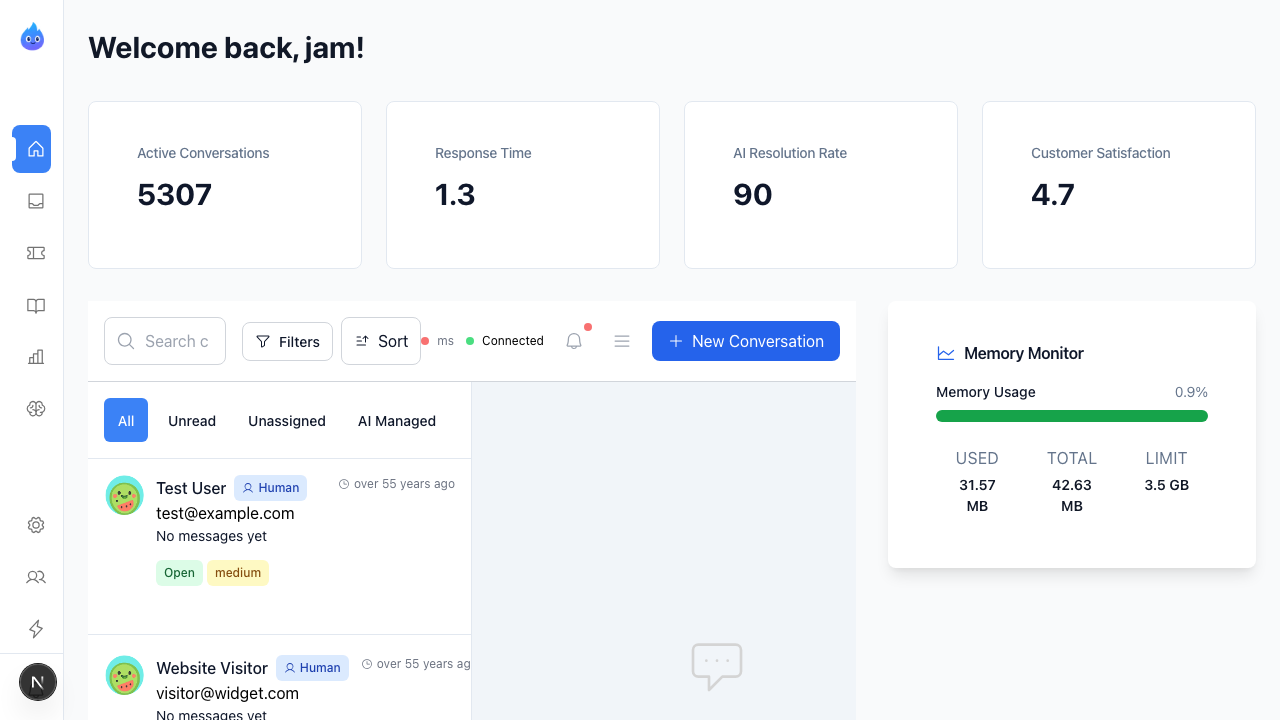 Welcome back, jam!
Active Conversations
5307
Response Time
1.3
AI Resolution Rate
90
Customer Satisfaction
4.7
Search c
Filters
Sort
ms
Connected
New Conversation
All
Unread
Unassigned
AI Managed
Test User
Human
over 55 years ago
test@example.com
No messages yet
Open
medium
Website Visitor
Human
over 55 years ag
visitor@widget.com
No messages yet
Memory Monitor
Memory Usage
0.9%
USED
TOTAL
LIMIT
31.57
MB
42.63
MB
3.5 GB
N